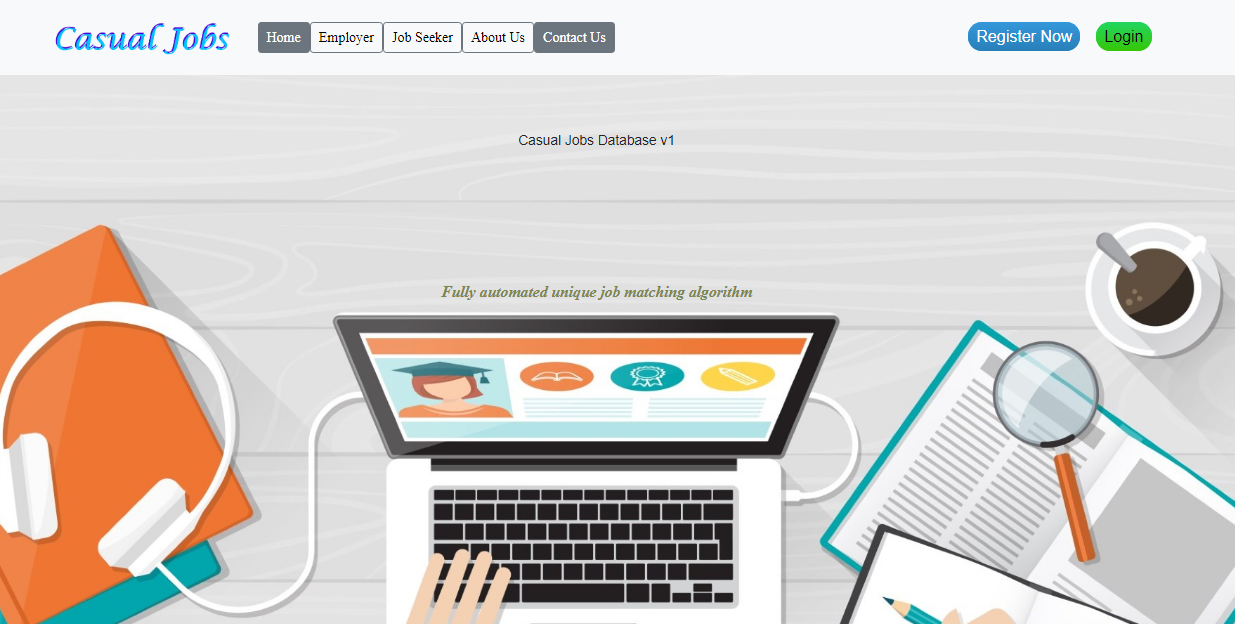 Casual Jobs
Home Employer Job Seeker About Us Contact Us
Register Now Login
Casual Jobs Database v1
Fully automated unique job matching algorithm